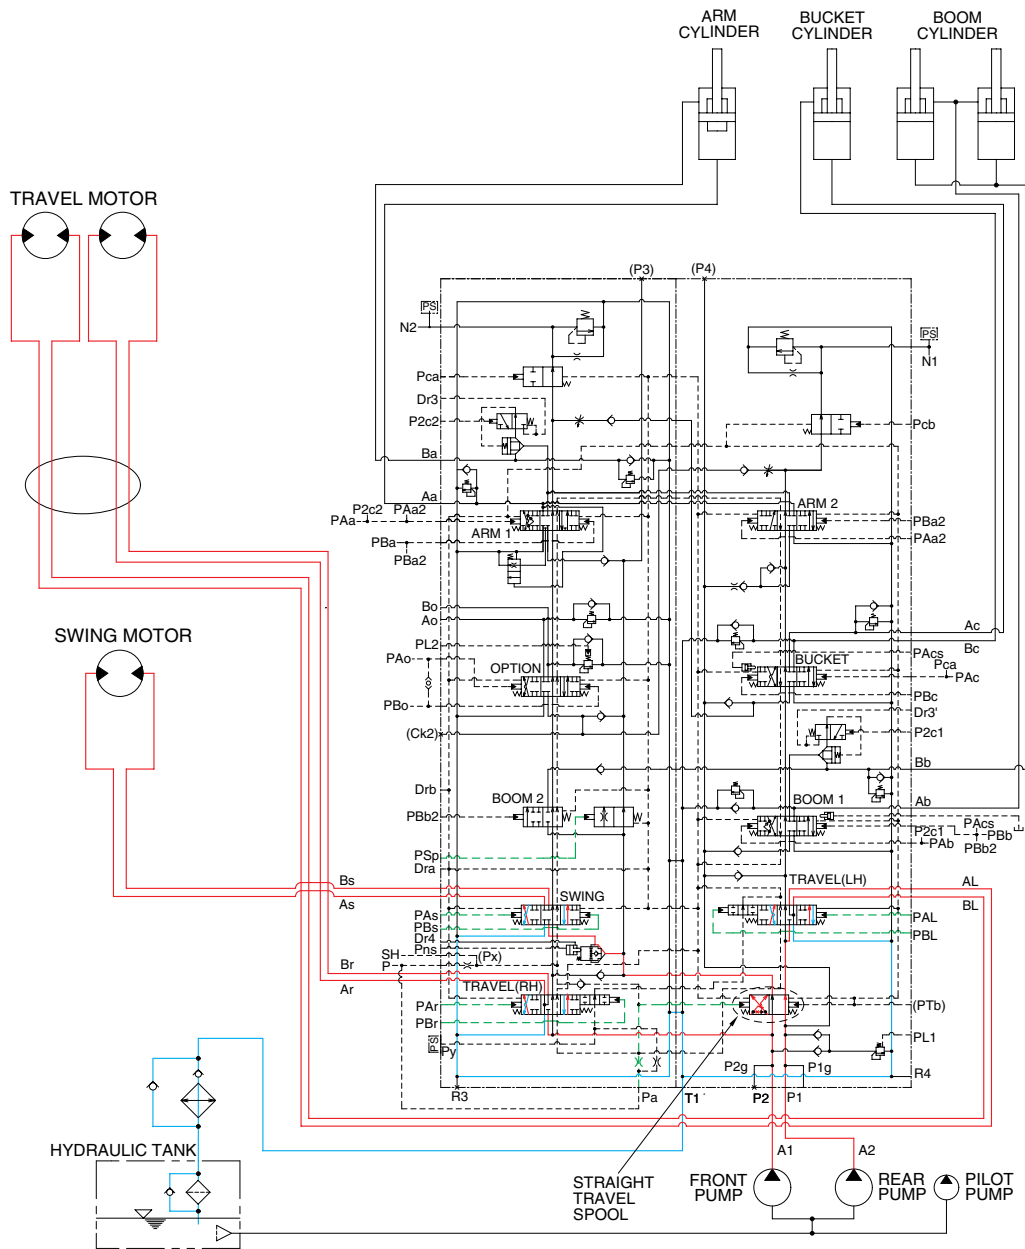 ARM
CYLINDER
BUCKET
CYLINDER
BOOM
CYLINDER
TRAVEL MOTOR
(P3)
(P4)
PS
N2
PS
N1
Pca
Dr3
P2c2
Pcb
Ba
Aa
P2c2
PAa2
PAa
ARM 1
PBa
PBa2
ARM 2
PBa2
PAa2
Bo
Ao
PL2
PAo
OPTION
PBo
(Ck2)
Ac
Bc
PAcs
Pca
BUCKET
PAc
PBc
Dr3'
P2c1
SWING MOTOR
Bb
Drb
Ab
BOOM 2
PBb2
BOOM 1
PAcs
P2c1
PBb
PAb
PBb2
PSp
Dra
Bs
As
TRAVEL(LH)
AL
BL
SWING
PAs
PBs
Dr4
Pns
PAL
PBL
SH
P
(Px)
Br
Ar
TRAVEL(RH)
PAr
PBr
PS
Py
(PTb)
PL1
P2g
P1g
R4
R3
Pa
T1
P2
P1
HYDRAULIC TANK
A1
A2
STRAIGHT
TRAVEL
SPOOL
FRONT
PUMP
REAR
PUMP
PILOT
PUMP